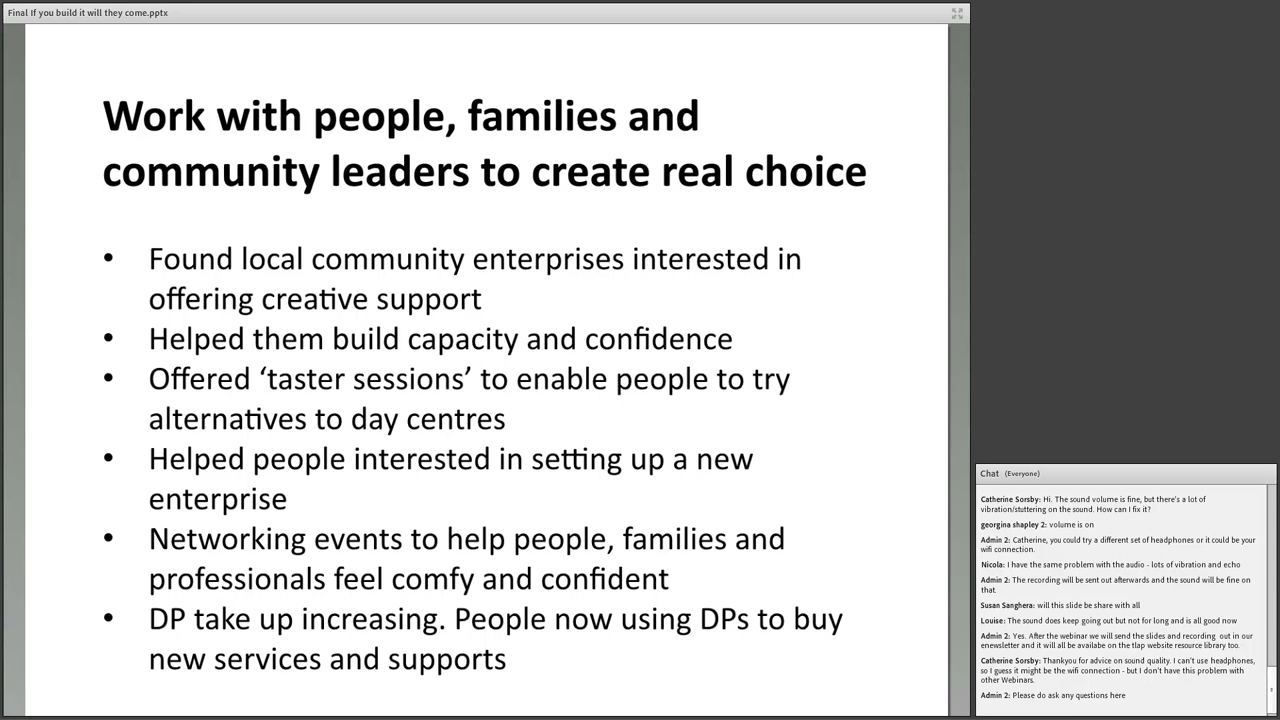 Final If you build it will they come.pptx
Work with people, families and
community leaders to create real choice
• Found local community enterprises interested in
offering creative support
• Helped them build capacity and confidence
• Offered ‘taster sessions’ to enable people to try
alternatives to day centres
• Helped people interested in setting up a new
enterprise
• Networking events to help people, families and
professionals feel comfy and confident
• DP take up increasing. People now using DPs to buy
new services and supports
Chat (Everyone)
Catherine Sorsby: Hi. The sound volume is fine, but there's a lot of
vibration/stuttering on the sound. How can I fix it?
georgina shapley 2: volume is on
Admin 2: Catherine, you could try a different set of headphones or it could be your
wifi connection.
Nicola: I have the same problem with the audio - lots of vibration and echo
Admin 2: The recording will be sent out afterwards and the sound will be fine on
that.
Susan Sanghera: will this slide be share with all
Louise: The sound does keep going out but not for long and is all good now
Admin 2: Yes. After the webinar we will send the slides and recording out in our
enewsletter and it will all be availabe on the tlap website resource library too.
Catherine Sorsby: Thankyou for advice on sound quality. I can't use headphones,
so I guess it might be the wifi connection - but I don't have this problem with
other Webinars.
Admin 2: Please do ask any questions here